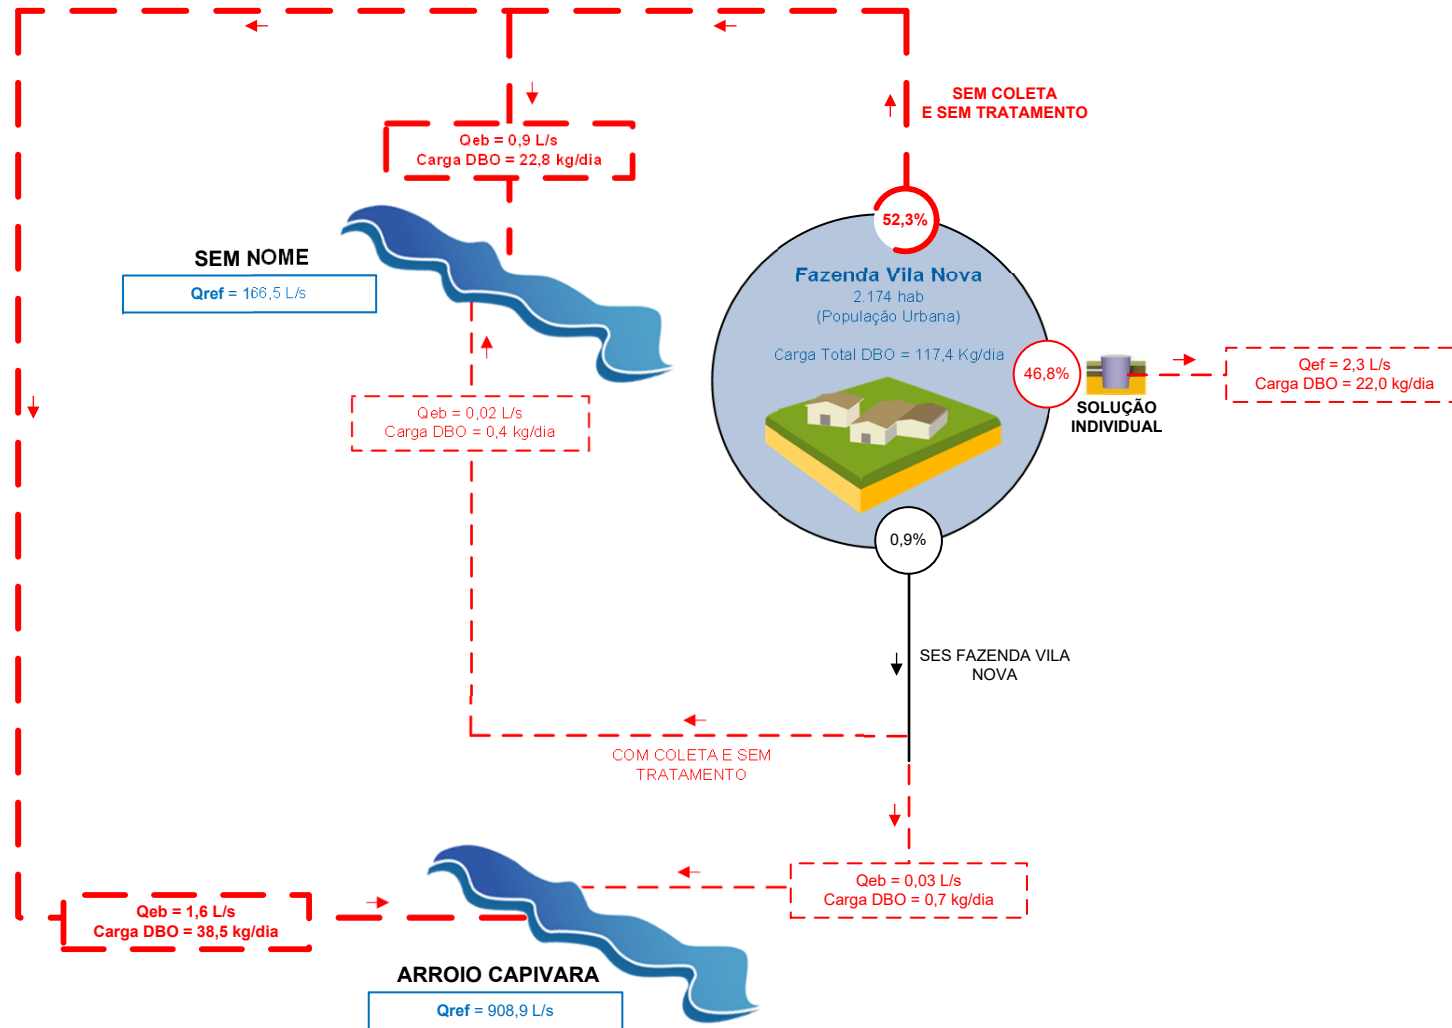 SEM COLETA
E SEM TRATAMENTO
Qeb = 0,9 L/s
Carga DBO = 22,8 kg/dia
52,3%
SEM NOME
Qref = 166,5 L/s
Fazenda Vila Nova
2.174 hab
(População Urbana)
Carga Total DBO = 117,4 Kg/dia
46,8%
SOLUÇÃO
INDIVIDUAL
Qef = 2,3 L/s
Carga DBO = 22,0 kg/dia
Qeb = 0,02 L/s
Carga DBO = 0,4 kg/dia
0,9%
SES FAZENDA VILA
NOVA
COM COLETA E SEM
TRATAMENTO
Qeb = 0,03 L/s
Carga DBO = 0,7 kg/dia
Qeb = 1,6 L/s
Carga DBO = 38,5 kg/dia
ARROIO CAPIVARA
Qref = 908,9 L/s